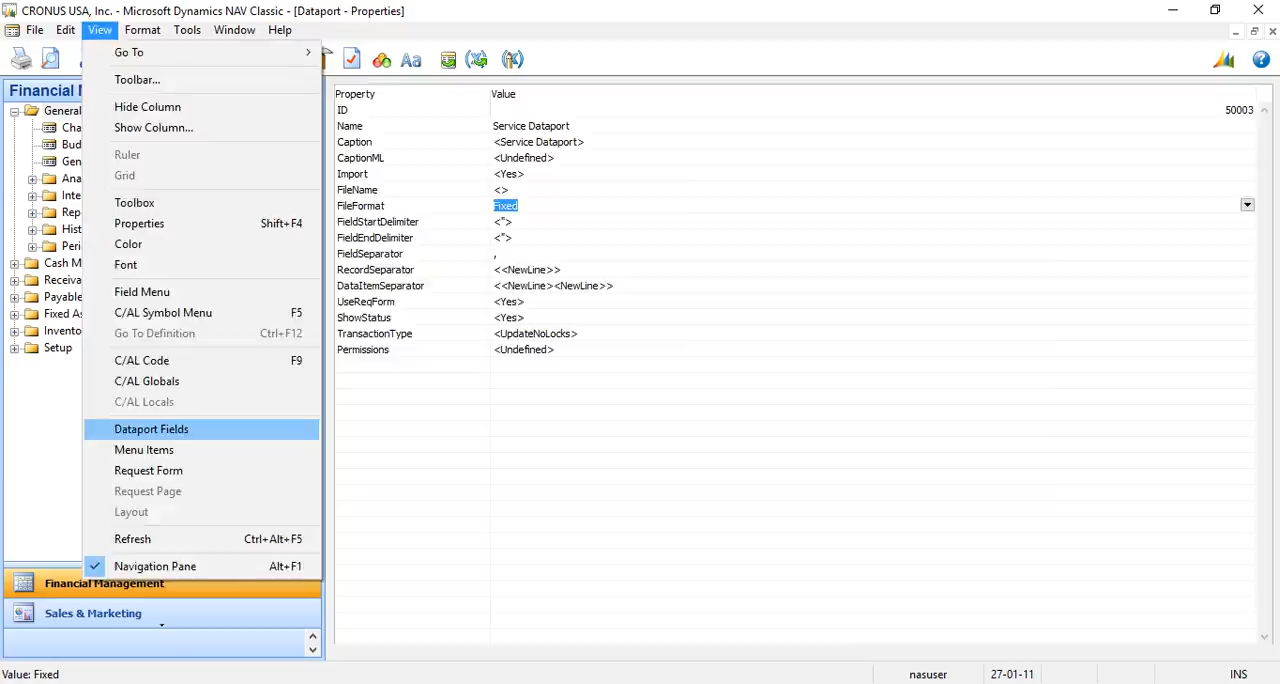 CRONUS USA, Inc. - Microsoft Dynamics NAV Classic - [Dataport - Properties]
File Edit View Format Tools Window Help
Go To
Toolbar...
Hide Column
Show Column...
Ruler
Grid
Toolbox
Properties Shift+F4
Color
Font
Field Menu
C/AL Symbol Menu F5
Go To Definition Ctrl+F12
C/AL Code F9
C/AL Globals
C/AL Locals
Dataport Fields
Menu Items
Request Form
Request Page
Layout
Refresh Ctrl+Alt+F5
Navigation Pane Alt+F1
Aa
Financial
General
Cha
Bud
Gen
Ana
Inte
Rep
Hist
Peri
Cash M
Receiva
Payable
Fixed As
Invento
Setup
Financial Management
Sales & Marketing
Property Value
ID 50003
Name Service Dataport
Caption <Service Dataport>
CaptionML <Undefined>
Import <Yes>
FileName <>
FileFormat Fixed
FieldStartDelimiter <">
FieldEndDelimiter <">
FieldSeparator ,
RecordSeparator <<NewLine>>
DataItemSeparator <<NewLine><NewLine>>
UseReqForm <Yes>
ShowStatus <Yes>
TransactionType <UpdateNoLocks>
Permissions <Undefined>
Value: Fixed nasuser 27-01-11 INS